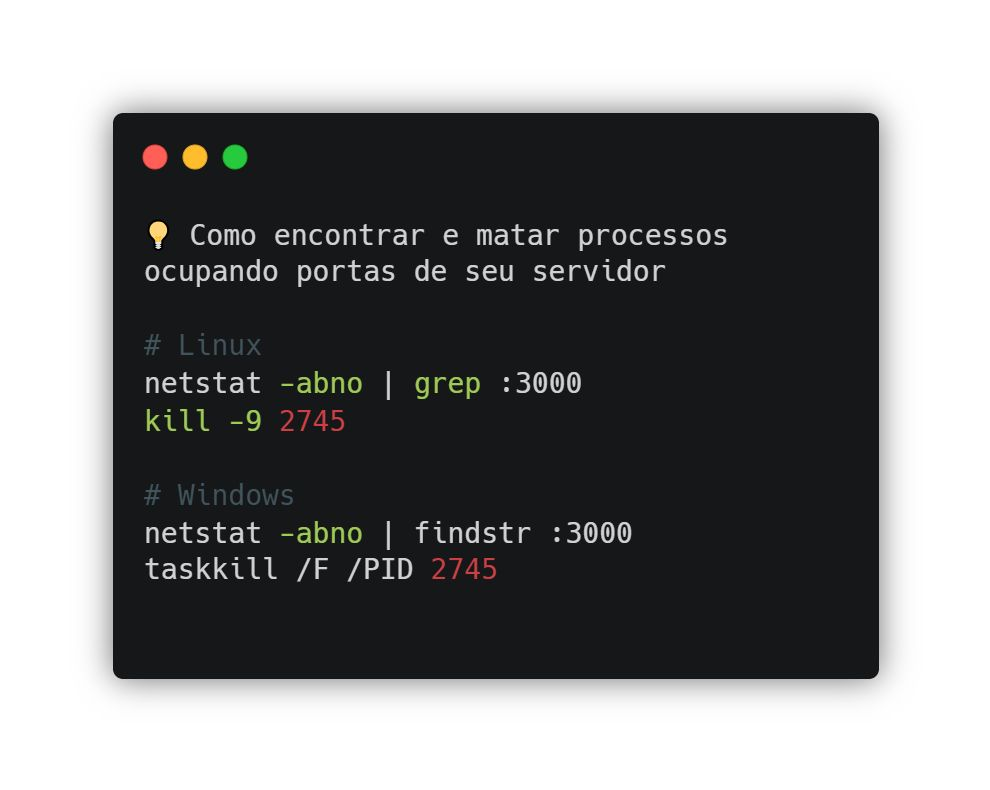 💡 Como encontrar e matar processos
ocupando portas de seu servidor
# Linux
netstat -abno | grep :3000
kill -9 2745
# Windows
netstat -abno | findstr :3000
taskkill /F /PID 2745